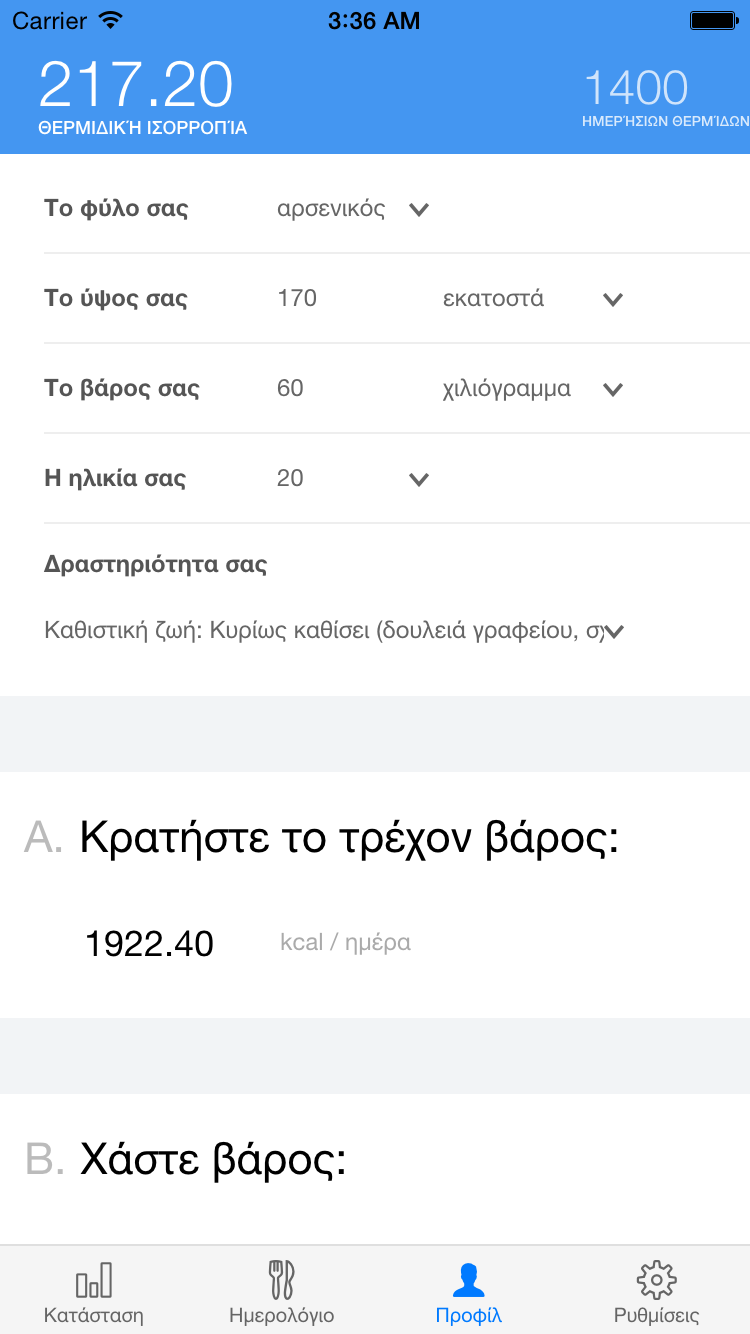 Carrier 3:36 AM
217.20 1400
ΘΕΡΜΙΔΙΚΉ ΙΣΟΡΡΟΠΊΑ ΗΜΕΡΉΣΙΩΝ ΘΕΡΜΊΔΩΝ
Το φύλο σας αρσενικός
Το ύψος σας 170 εκατοστά
Το βάρος σας 60 χιλιόγραμμα
Η ηλικία σας 20
Δραστηριότητα σας
Καθιστική ζωή: Κυρίως καθίσει (δουλειά γραφείου,
A. Κρατήστε το τρέχον βάρος:
1922.40 kcal / ημέρα
B. Χάστε βάρος:
Κατάσταση Ημερολόγιο Προφίλ Ρυθμίσεις